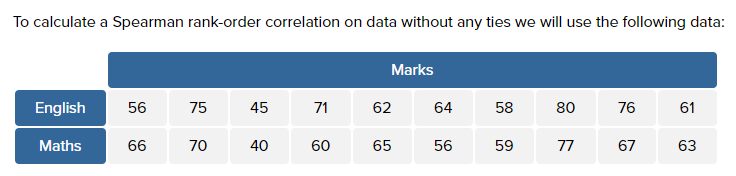 To calculate a Spearman rank-order correlation on data without any ties we will use the following data:
Marks
English 56 75 45 71 62 64 58 80 76 61
Maths 66 70 40 60 65 56 59 77 67 63